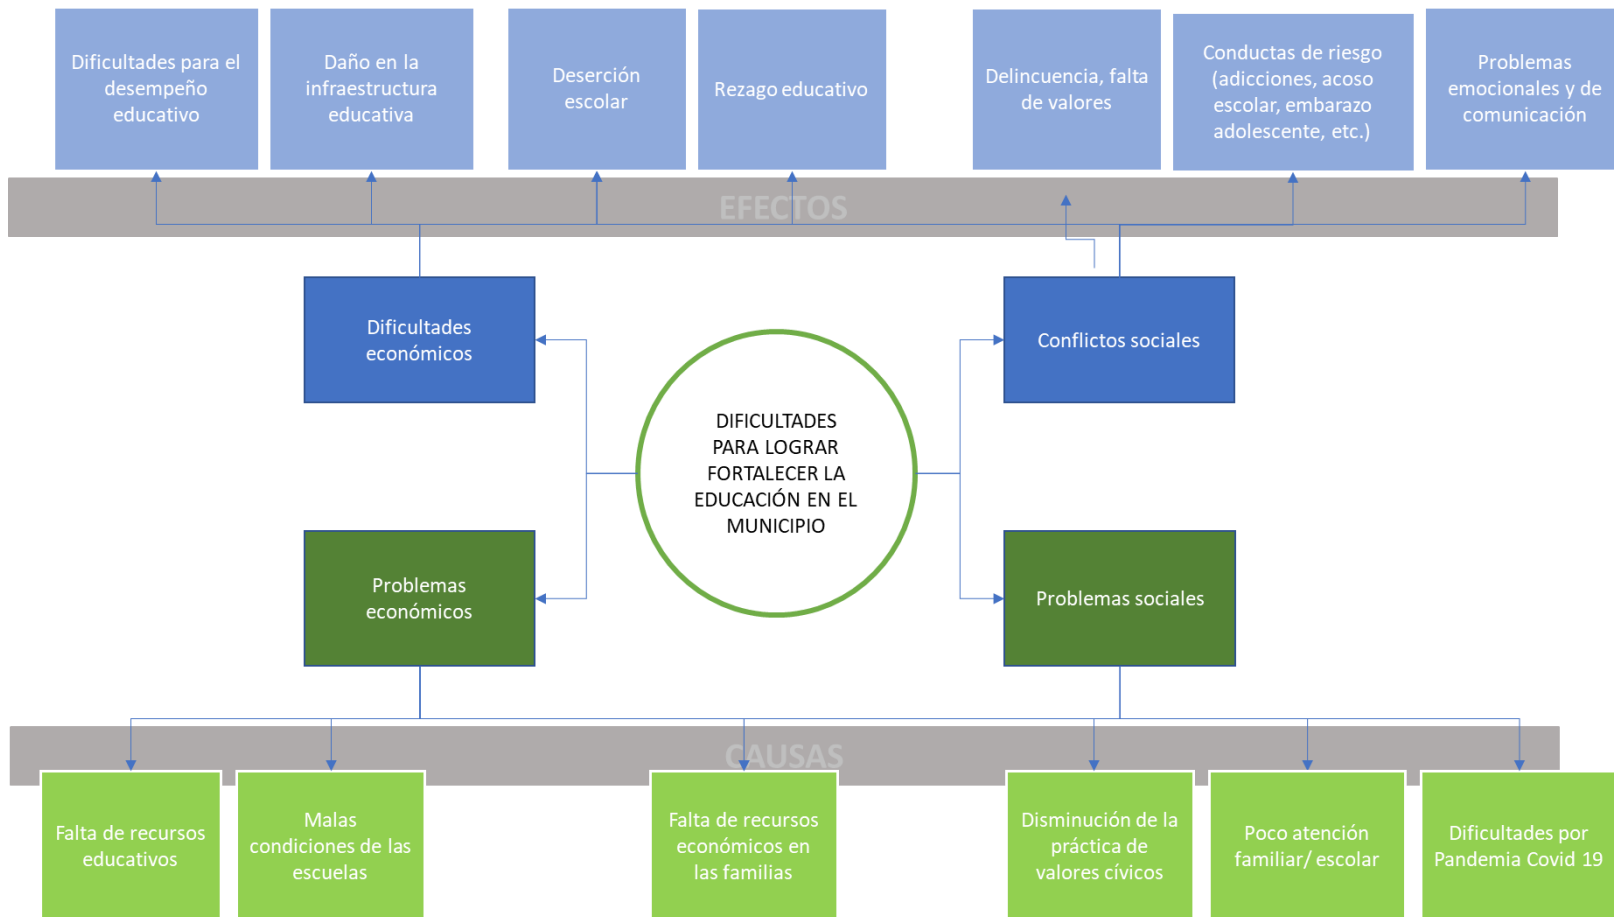 Dificultades para el
desempeño
educativo
Daño en la
infraestructura
educativa
Deserción
escolar
Rezago educativo
Delincuencia, falta
de valores
Conductas de riesgo
(adicciones, acoso
escolar, embarazo
adolescente, etc.)
Problemas
emocionales y de
comunicación
EFECTOS
Dificultades
económicos
Conflictos sociales
DIFICULTADES
PARA LOGRAR
FORTALECER LA
EDUCACIÓN EN EL
MUNICIPIO
Problemas
económicos
Problemas sociales
CAUSAS
Falta de recursos
educativos
Malas
condiciones de las
escuelas
Falta de recursos
económicos en
las familias
Disminución de la
práctica de
valores cívicos
Poco atención
familiar/ escolar
Dificultades por
Pandemia Covid 19